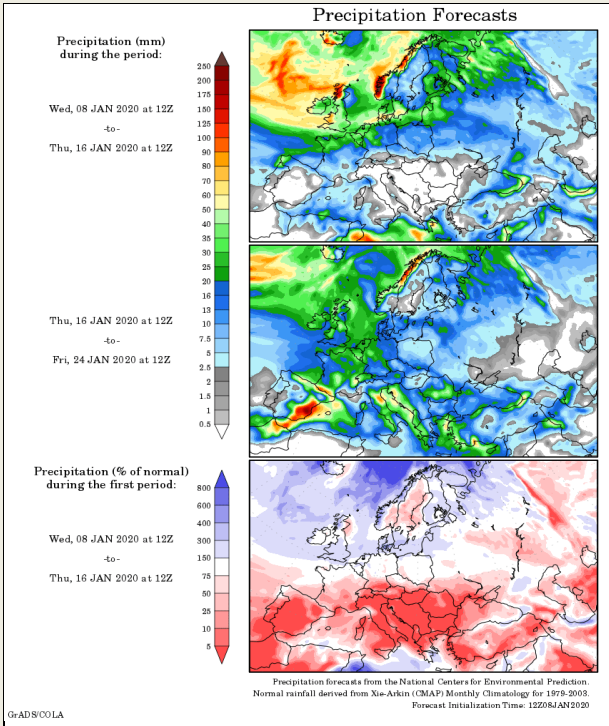 Precipitation Forecasts
Precipitation (mm)
during the period:
Wed, 08 JAN 2020 at 12Z
-to-
Thu, 16 JAN 2020 at 12Z
250
200
175
150
125
100
90
80
70
60
50
40
35
30
25
20
16
13
10
7.5
5
2.5
2
1.5
1
0.5
Thu, 16 JAN 2020 at 12Z
-to-
Fri, 24 JAN 2020 at 12Z
Precipitation (% of normal)
during the first period:
Wed, 08 JAN 2020 at 12Z
-to-
Thu, 16 JAN 2020 at 12Z
800
600
400
300
150
75
50
25
10
5
Precipitation forecasts from the National Centers for Environmental Prediction.
Normal rainfall derived from Xie-Arkin (CMAP) Monthly Climatology for 1979-2003.
Forecast Initialization Time: 12Z08JAN2020
GrADS/COLA